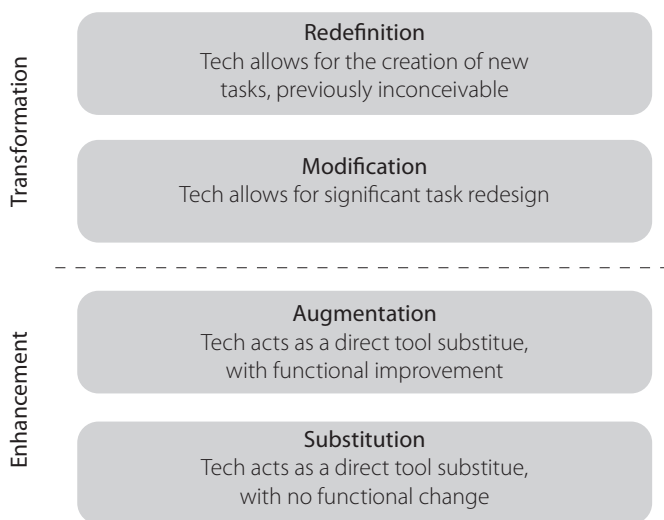 Transformation
Redefinition
Tech allows for the creation of new
tasks, previously inconceivable
Modification
Tech allows for significant task redesign
Enhancement
Augmentation
Tech acts as a direct tool substitue,
with functional improvement
Substitution
Tech acts as a direct tool substitue,
with no functional change